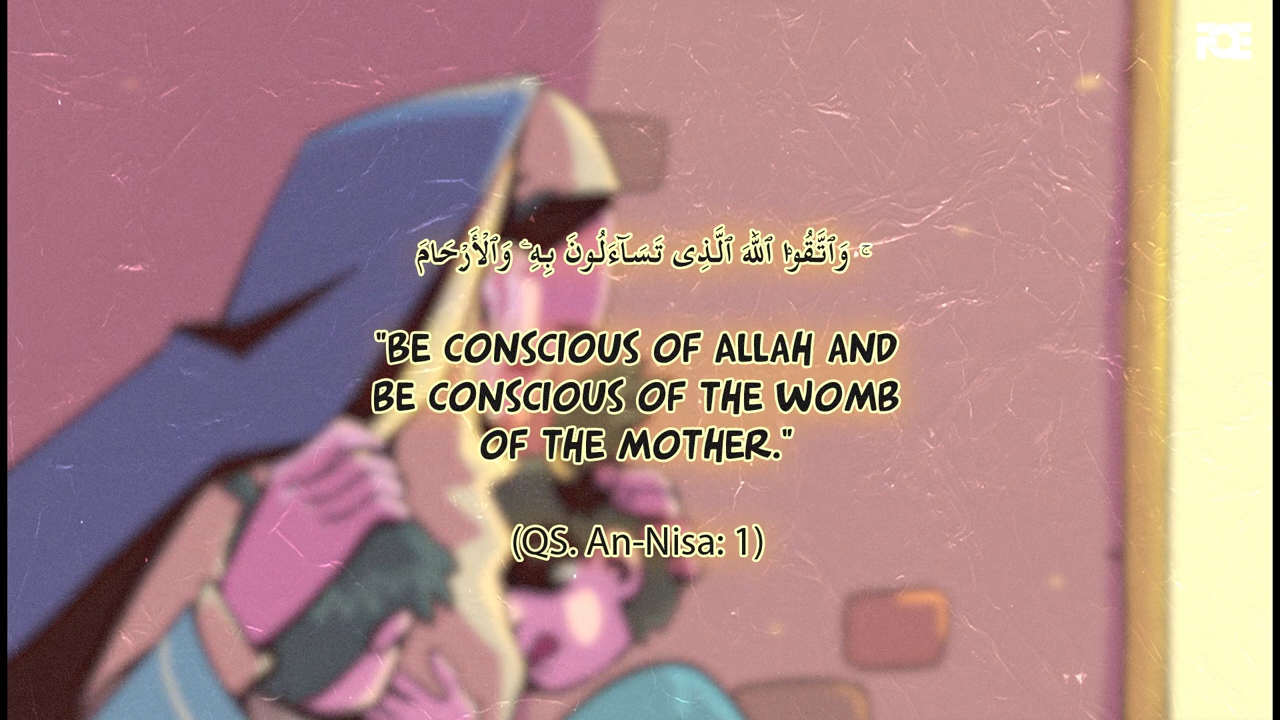 FOE
وَٱتَّقُوا۟ ٱللَّهَ ٱلَّذِى تَسَآءَلُونَ بِهِۦ وَٱلْأَرْحَامَ ۚ
"BE CONSCIOUS OF ALLAH AND
BE CONSCIOUS OF THE WOMB
OF THE MOTHER."
(QS. An-Nisa: 1)